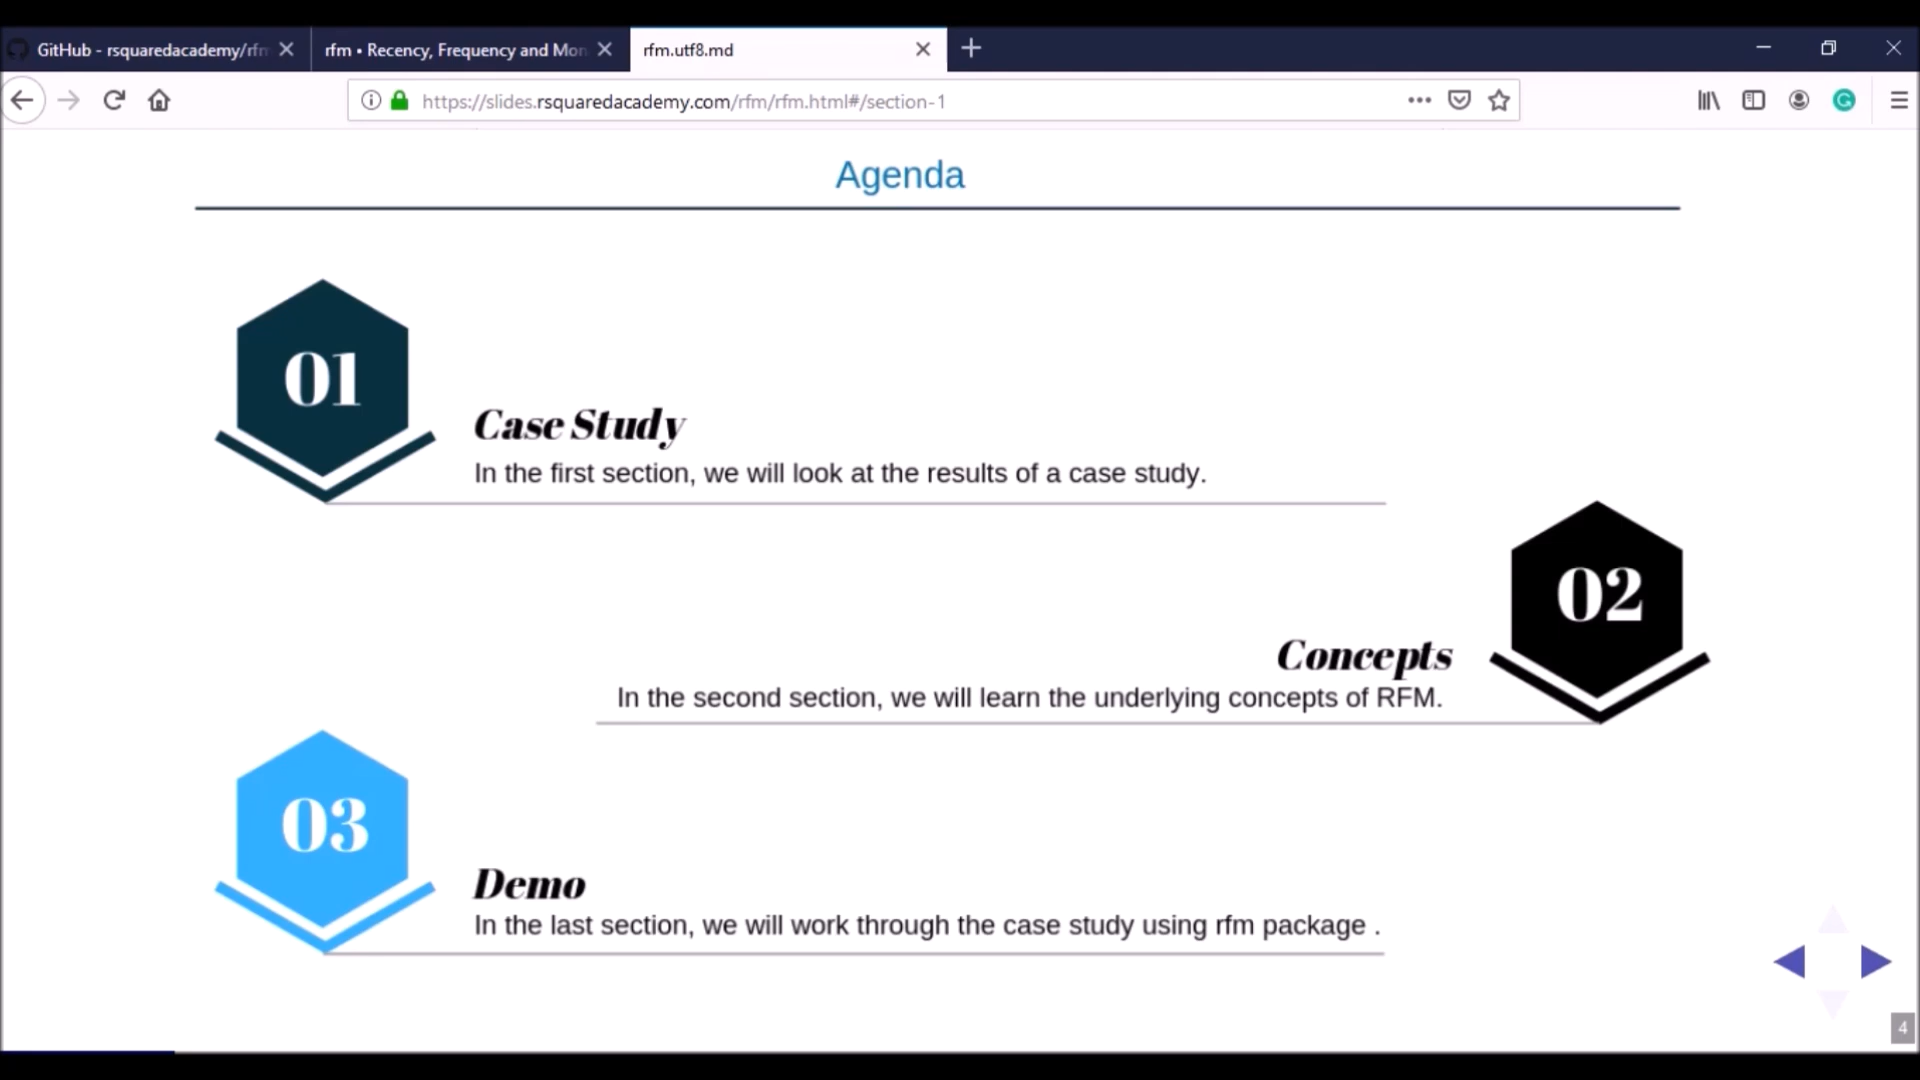 GitHub - rsquaredacademy/rfm
rfm • Recency, Frequency and Mon
rfm.utf8.md
https://slides.rsquaredacademy.com/rfm/rfm.html#/section-1
Agenda
01
Case Study
In the first section, we will look at the results of a case study.
02
Concepts
In the second section, we will learn the underlying concepts of RFM.
03
Demo
In the last section, we will work through the case study using rfm package .
4